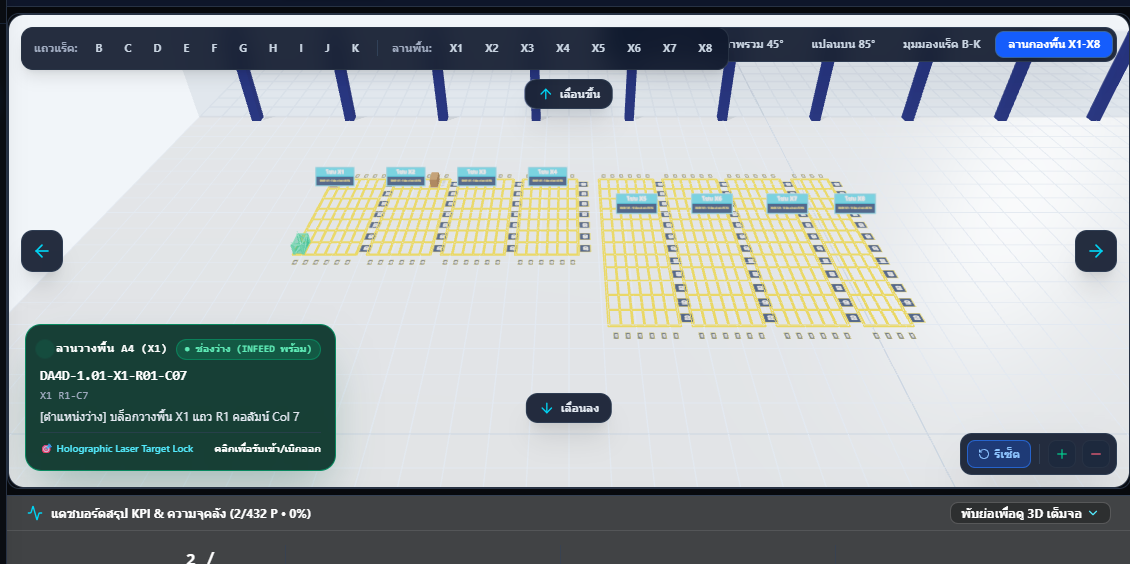 แถวแร็ค: B C D E F G H I J K ลานพื้น: X1 X2 X3 X4 X5 X6 X7 X8
45° แปลนบน 85° มุมมองแร็ค B-K ลานกองพื้น X1-X8
↑ เลื่อนขึ้น
←
→
ลานวางพื้น A4 (X1) ● ช่องว่าง (INFEED พร้อม)
DA4D-1.01-X1-R01-C07
X1 R1-C7
[ตำแหน่งว่าง] บล็อกวางพื้น X1 แถว R1 คอลัมน์ Col 7
🎯 Holographic Laser Target Lock คลิกเพื่อรับเข้า/เบิกออก
↓ เลื่อนลง
รีเซ็ต + −
แดชบอร์ดสรุป KPI & ความจุคลัง (2/432 P • 0%) พับย่อเพื่อดู 3D เต็มจอ
2 /